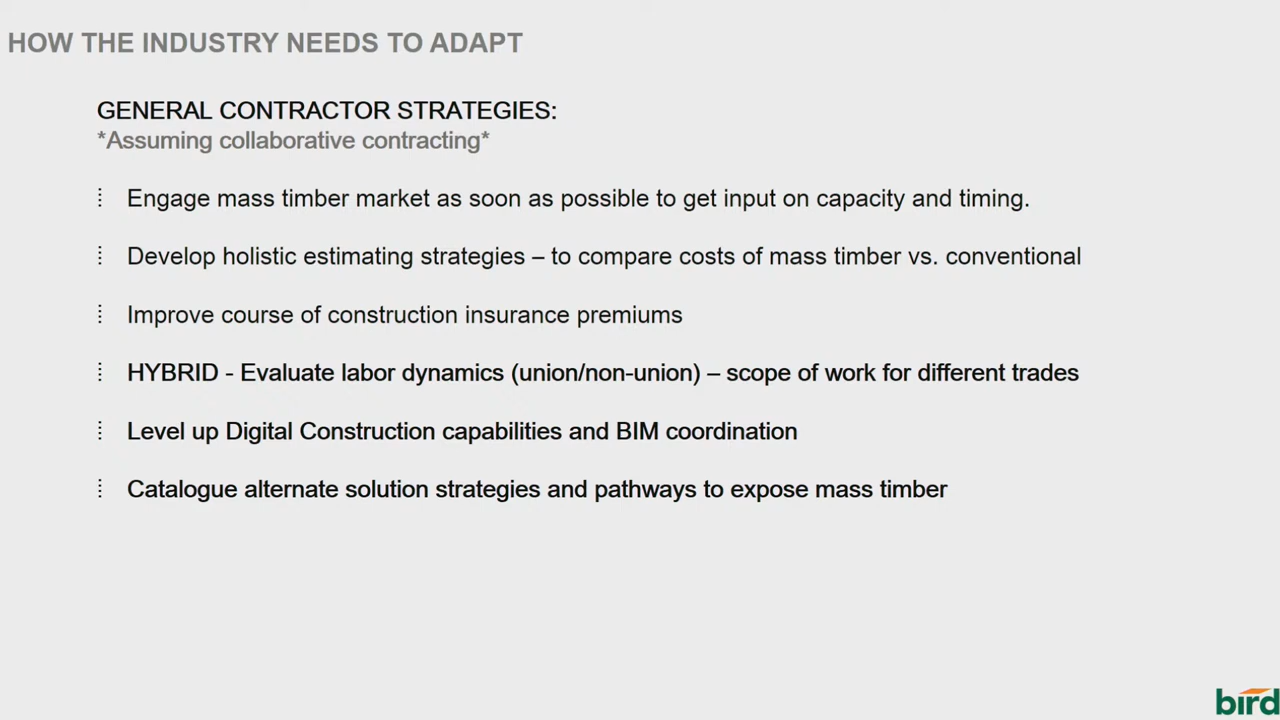 HOW THE INDUSTRY NEEDS TO ADAPT
GENERAL CONTRACTOR STRATEGIES:
*Assuming collaborative contracting*
Engage mass timber market as soon as possible to get input on capacity and timing.
Develop holistic estimating strategies – to compare costs of mass timber vs. conventional
Improve course of construction insurance premiums
HYBRID - Evaluate labor dynamics (union/non-union) – scope of work for different trades
Level up Digital Construction capabilities and BIM coordination
Catalogue alternate solution strategies and pathways to expose mass timber
bird